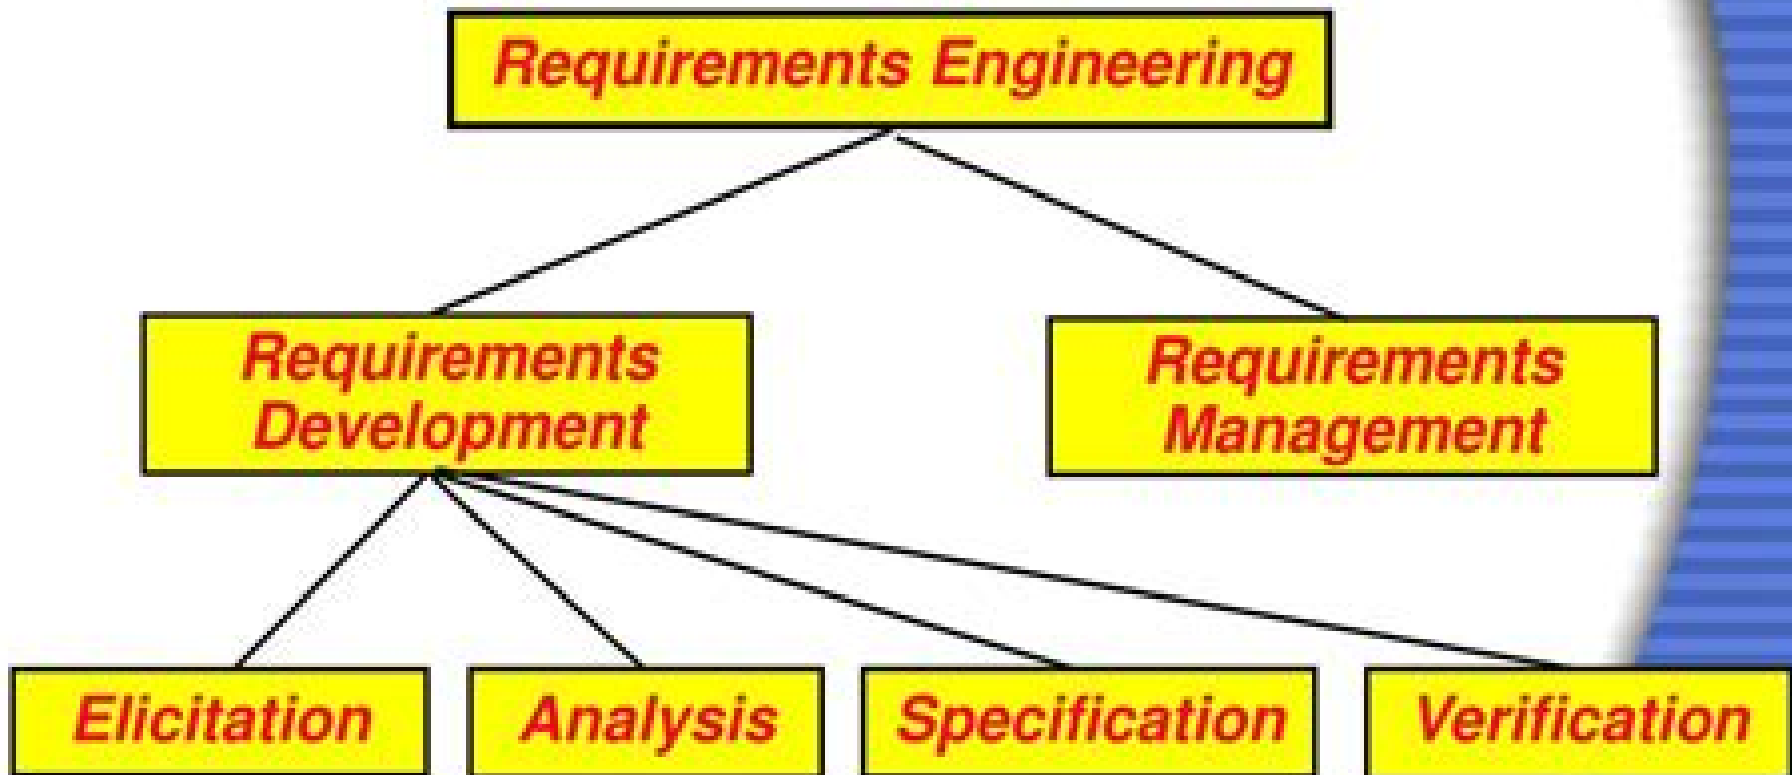 Requirements Engineering
Requirements
Development
Requirements
Management
Elicitation
Analysis
Specification
Verification